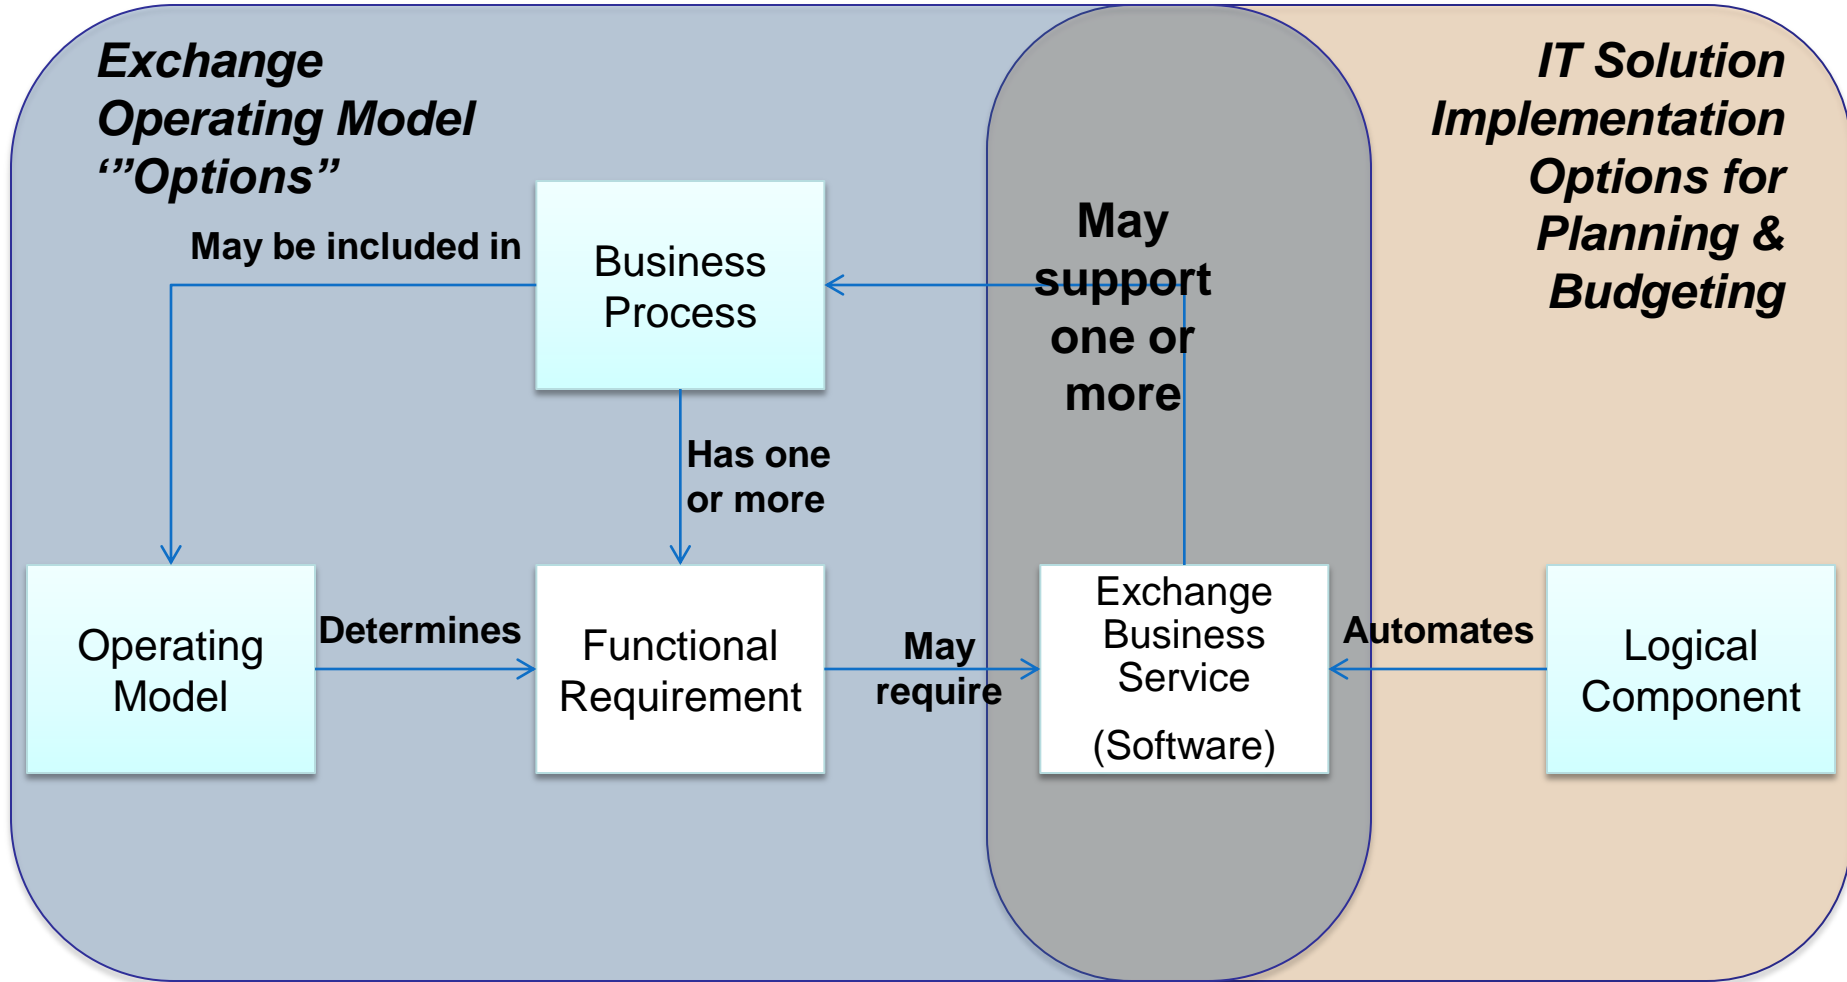 Exchange
Operating Model
‘”Options”
IT Solution
Implementation
Options for
Planning &
Budgeting
May be included in
Business
Process
May
support
one or
more
Has one
or more
Operating
Model
Determines
Functional
Requirement
May
require
Exchange
Business
Service
(Software)
Automates
Logical
Component